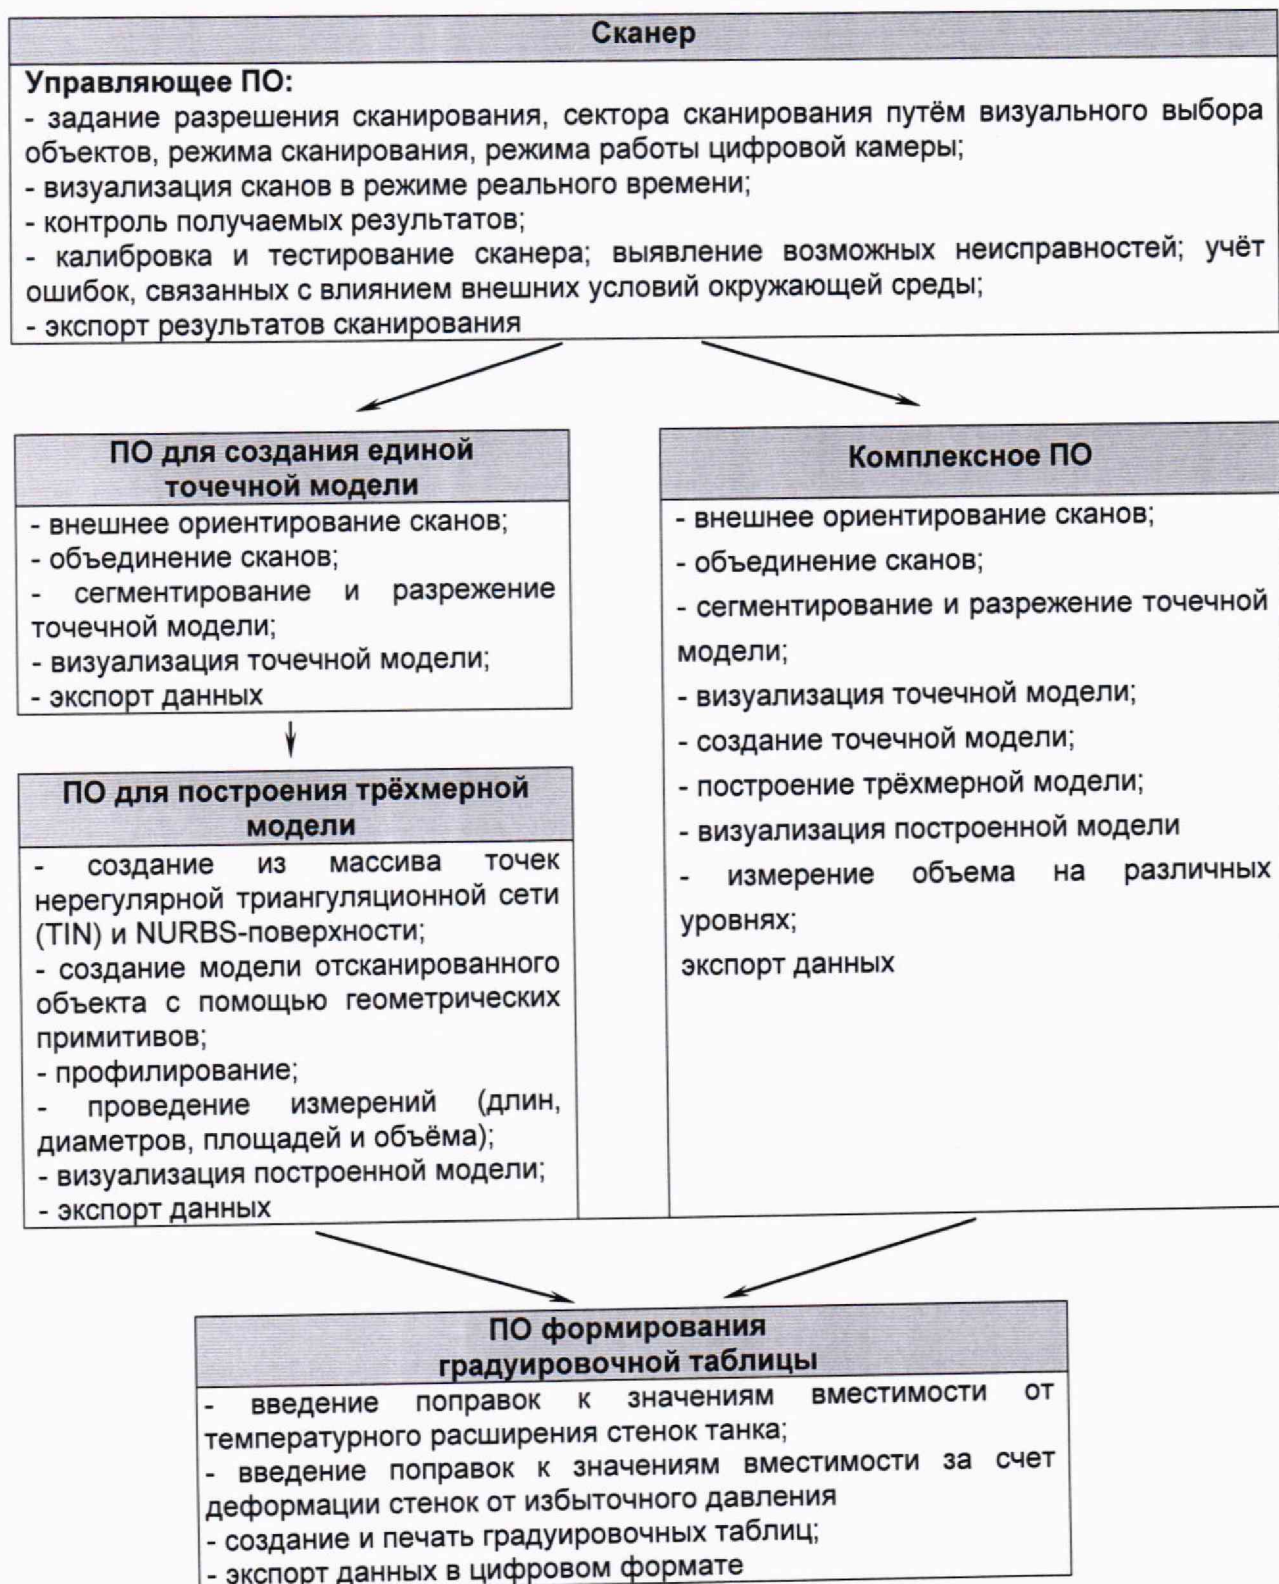 Сканер
Управляющее ПО:
- задание разрешения сканирования, сектора сканирования путём визуального выбора
объектов, режима сканирования, режима работы цифровой камеры;
- визуализация сканов в режиме реального времени;
- контроль получаемых результатов;
- калибровка и тестирование сканера; выявление возможных неисправностей; учёт
ошибок, связанных с влиянием внешних условий окружающей среды;
- экспорт результатов сканирования
ПО для создания единой
точечной модели
- внешнее ориентирование сканов;
- объединение сканов;
- сегментирование и разрежение
точечной модели;
- визуализация точечной модели;
- экспорт данных
ПО для построения трёхмерной
модели
- создание из массива точек
нерегулярной триангуляционной сети
(TIN) и NURBS-поверхности;
- создание модели отсканированного
объекта с помощью геометрических
примитивов;
- профилирование;
- проведение измерений (длин,
диаметров, площадей и объёма);
- визуализация построенной модели;
- экспорт данных
Комплексное ПО
- внешнее ориентирование сканов;
- объединение сканов;
- сегментирование и разрежение точечной
модели;
- визуализация точечной модели;
- создание точечной модели;
- построение трёхмерной модели;
- визуализация построенной модели
- измерение объема на различных
уровнях;
экспорт данных
ПО формирования
градуировочной таблицы
- введение поправок к значениям вместимости от
температурного расширения стенок танка;
- введение поправок к значениям вместимости за счет
деформации стенок от избыточного давления
- создание и печать градуировочных таблиц;
- экспорт данных в цифровом формате